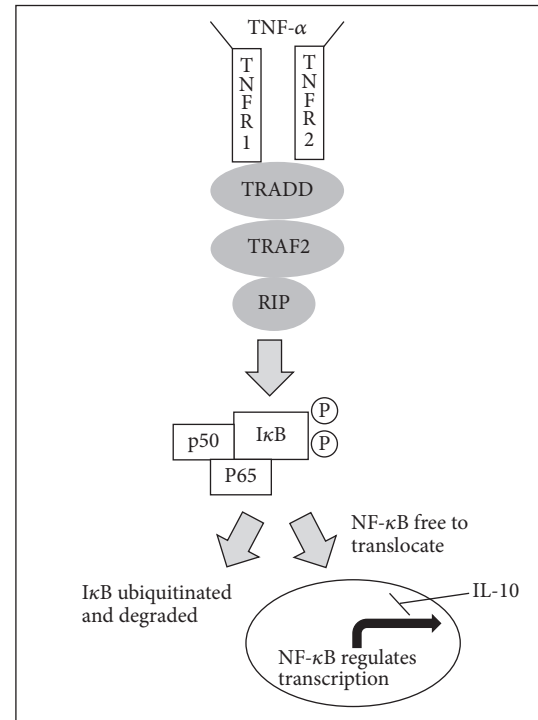 TNF-α
TNFR1
TNFR2
TRADD
TRAF2
RIP
P
p50
IκB
P
P65
NF-κB free to
translocate
IκB ubiquitinated
and degraded
IL-10
NF-κB regulates
transcription